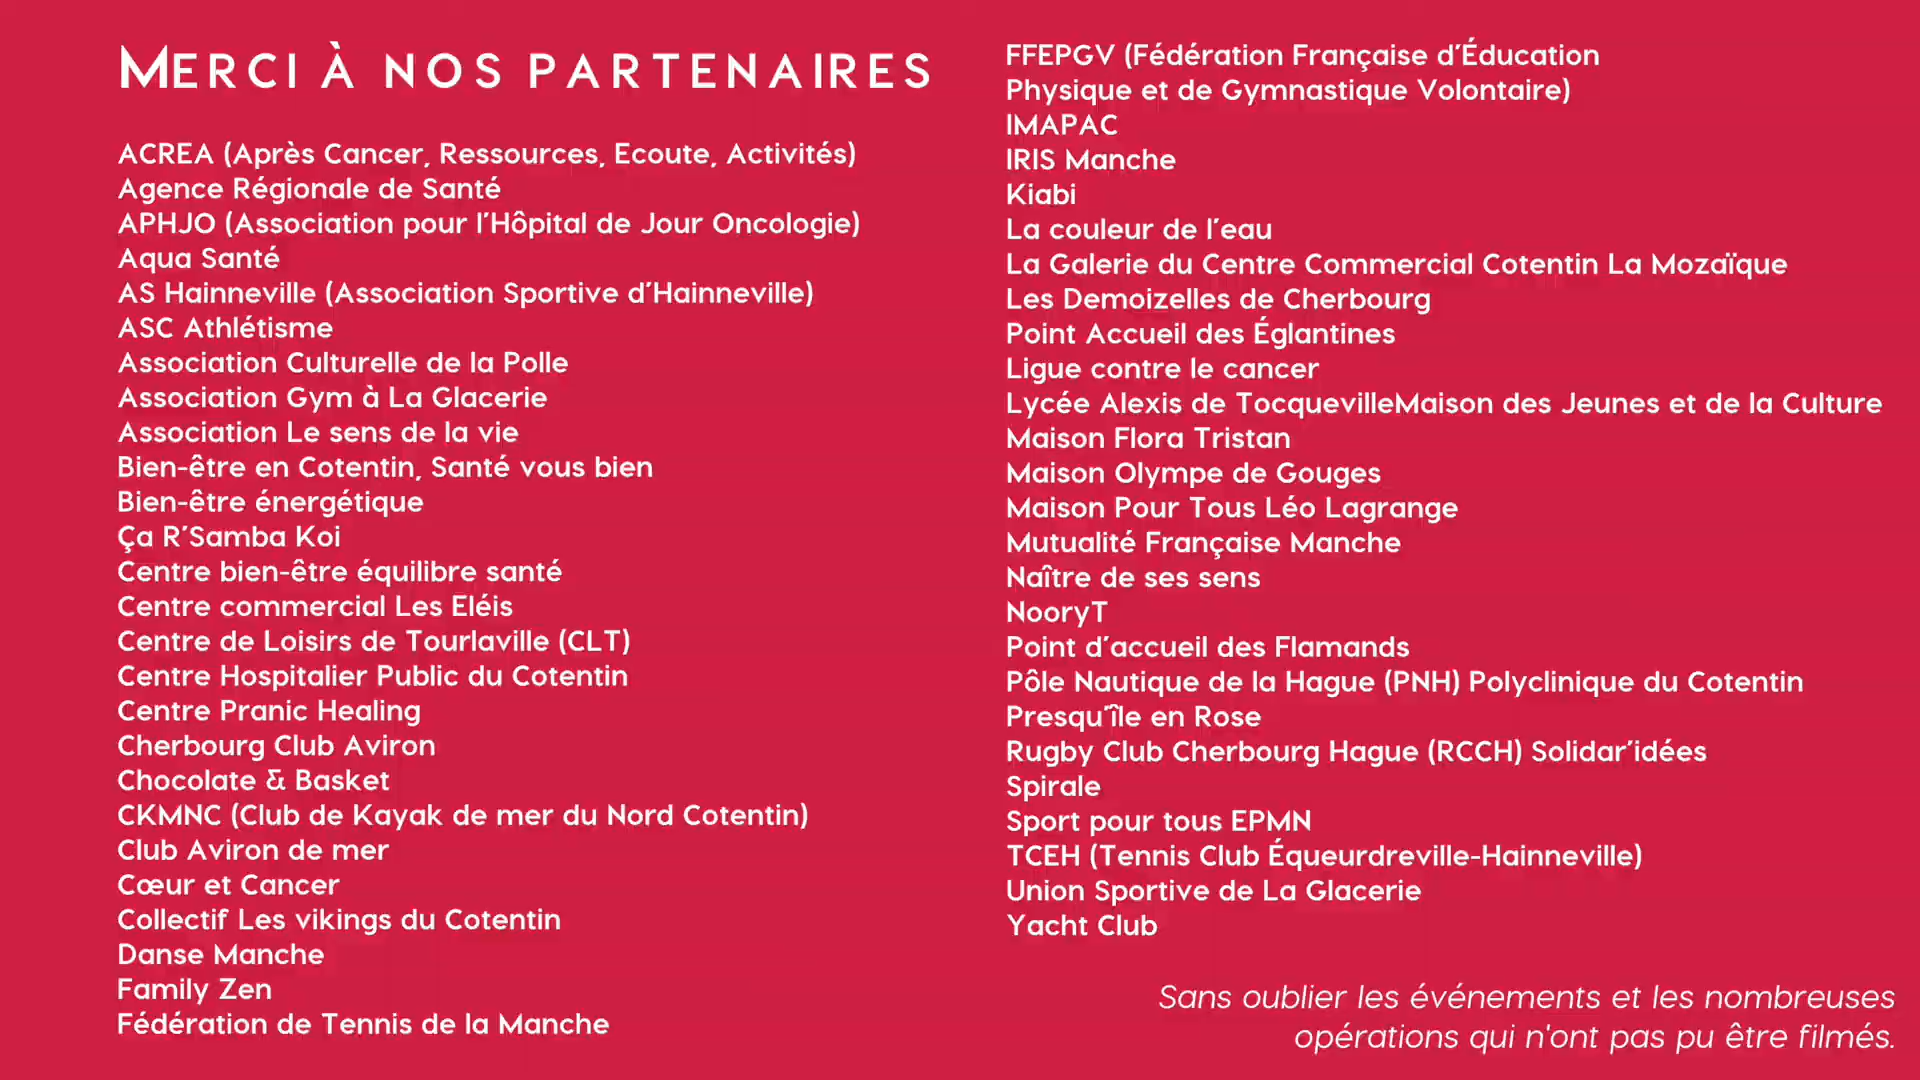 MERCI À NOS PARTENAIRES
ACREA (Après Cancer, Ressources, Ecoute, Activités)
Agence Régionale de Santé
APHJO (Association pour l'Hôpital de Jour Oncologie)
Aqua Santé
AS Hainneville (Association Sportive d'Hainneville)
ASC Athlétisme
Association Culturelle de la Polle
Association Gym à La Glacerie
Association Le sens de la vie
Bien-être en Cotentin, Santé vous bien
Bien-être énergétique
Ça R'Samba Koi
Centre bien-être équilibre santé
Centre commercial Les Eléis
Centre de Loisirs de Tourlaville (CLT)
Centre Hospitalier Public du Cotentin
Centre Pranic Healing
Cherbourg Club Aviron
Chocolate & Basket
CKMNC (Club de Kayak de mer du Nord Cotentin)
Club Aviron de mer
Cœur et Cancer
Collectif Les vikings du Cotentin
Danse Manche
Family Zen
Fédération de Tennis de la Manche
FFEPGV (Fédération Française d'Éducation
Physique et de Gymnastique Volontaire)
IMAPAC
IRIS Manche
Kiabi
La couleur de l'eau
La Galerie du Centre Commercial Cotentin La Mozaïque
Les Demoizelles de Cherbourg
Point Accueil des Églantines
Ligue contre le cancer
Lycée Alexis de TocquevilleMaison des Jeunes et de la Culture
Maison Flora Tristan
Maison Olympe de Gouges
Maison Pour Tous Léo Lagrange
Mutualité Française Manche
Naître de ses sens
NooryT
Point d'accueil des Flamands
Pôle Nautique de la Hague (PNH) Polyclinique du Cotentin
Presqu'île en Rose
Rugby Club Cherbourg Hague (RCCH) Solidar'idées
Spirale
Sport pour tous EPMN
TCEH (Tennis Club Équeurdreville-Hainneville)
Union Sportive de La Glacerie
Yacht Club
Sans oublier les événements et les nombreuses
opérations qui n'ont pas pu être filmés.